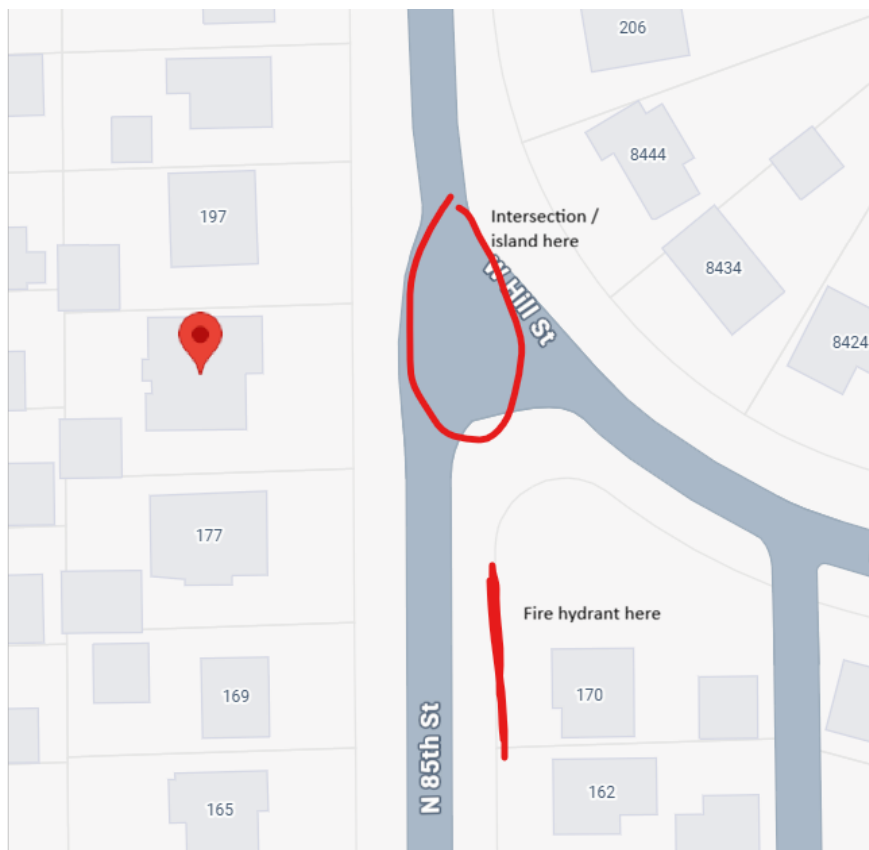 206
8444
197
Intersection /
island here
8434
W Hill St
8424
177
Fire hydrant here
169
170
N 85th St
162
165